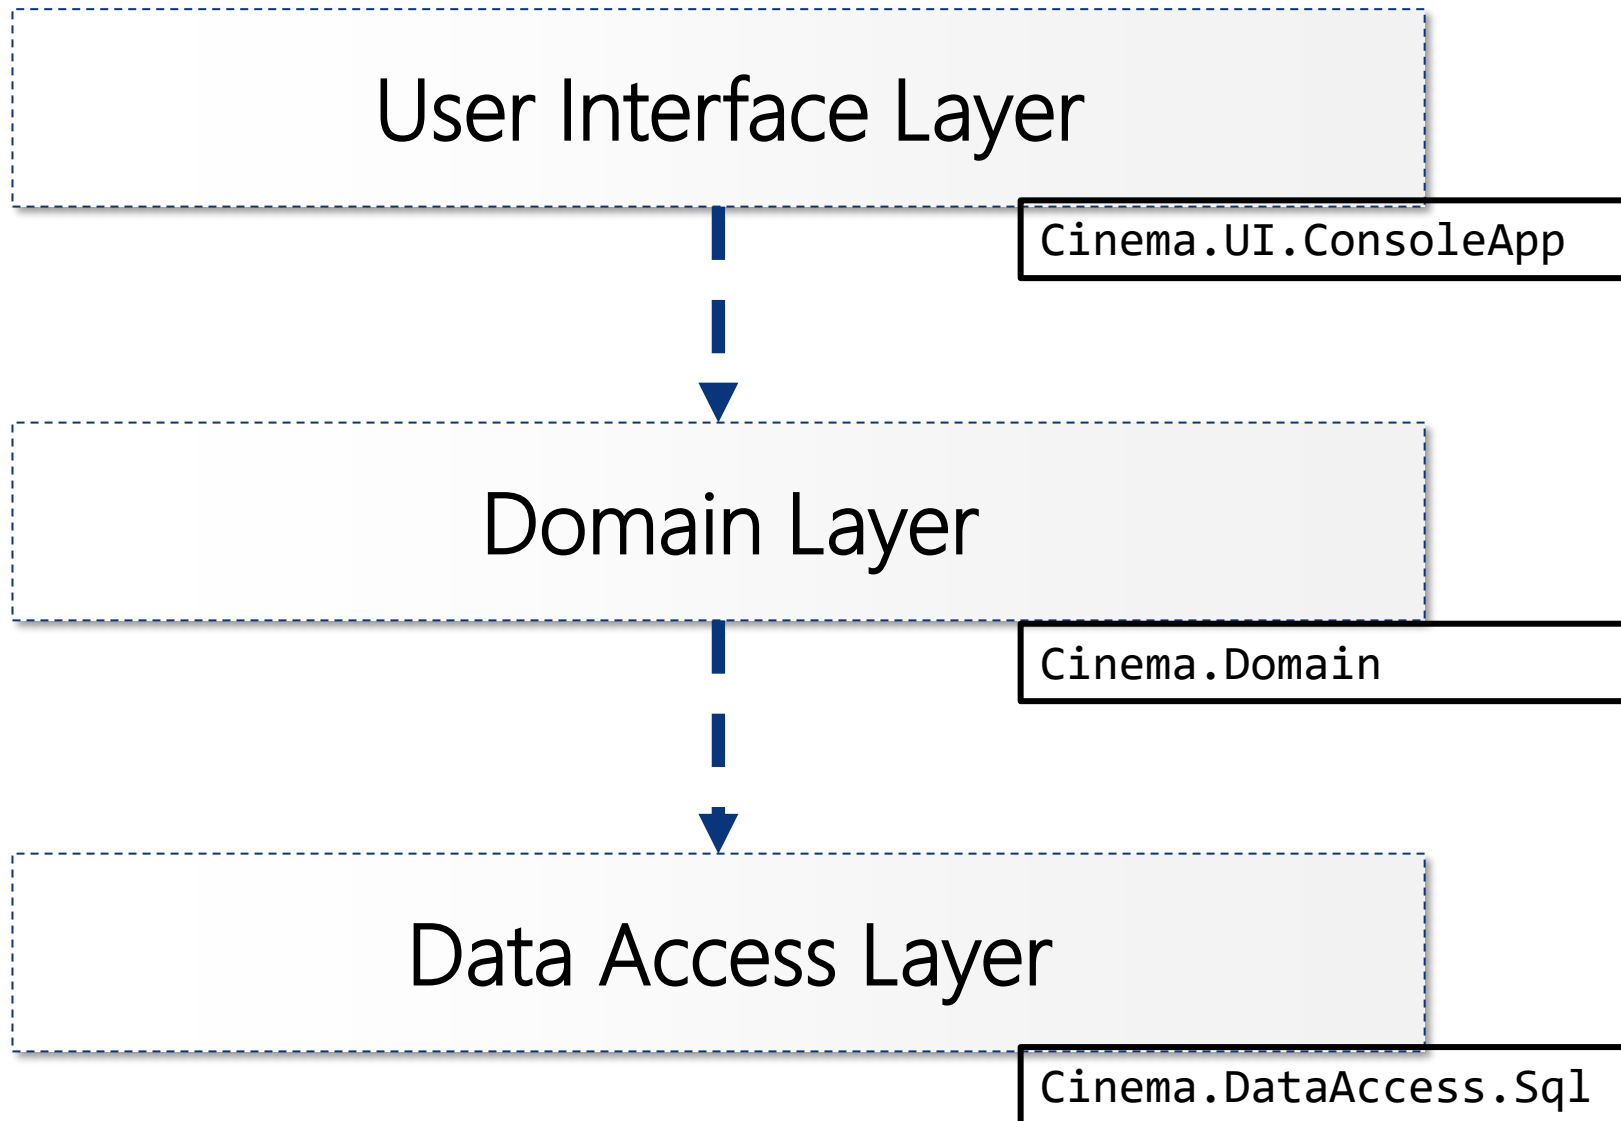 User Interface Layer
Cinema.UI.ConsoleApp
Domain Layer
Cinema.Domain
Data Access Layer
Cinema.DataAccess.Sql